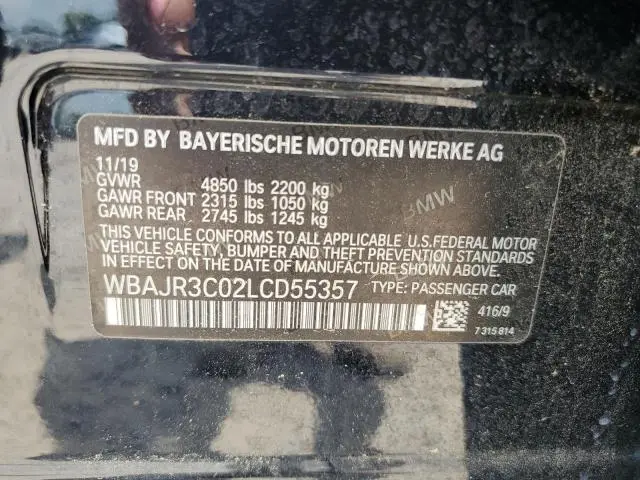 MFD BY BAYERISCHE MOTOREN WERKE AG
11/19
GVWR 4850 lbs 2200 kg
GAWR FRONT 2315 lbs 1050 kg
GAWR REAR 2745 lbs 1245 kg
THIS VEHICLE CONFORMS TO ALL APPLICABLE U.S.FEDERAL MOTOR
VEHICLE SAFETY, BUMPER AND THEFT PREVENTION STANDARDS
IN EFFECT ON THE DATE OF MANUFACTURE SHOWN ABOVE.
WBAJR3C02LCD55357 TYPE: PASSENGER CAR
416/9
7315814
BMW